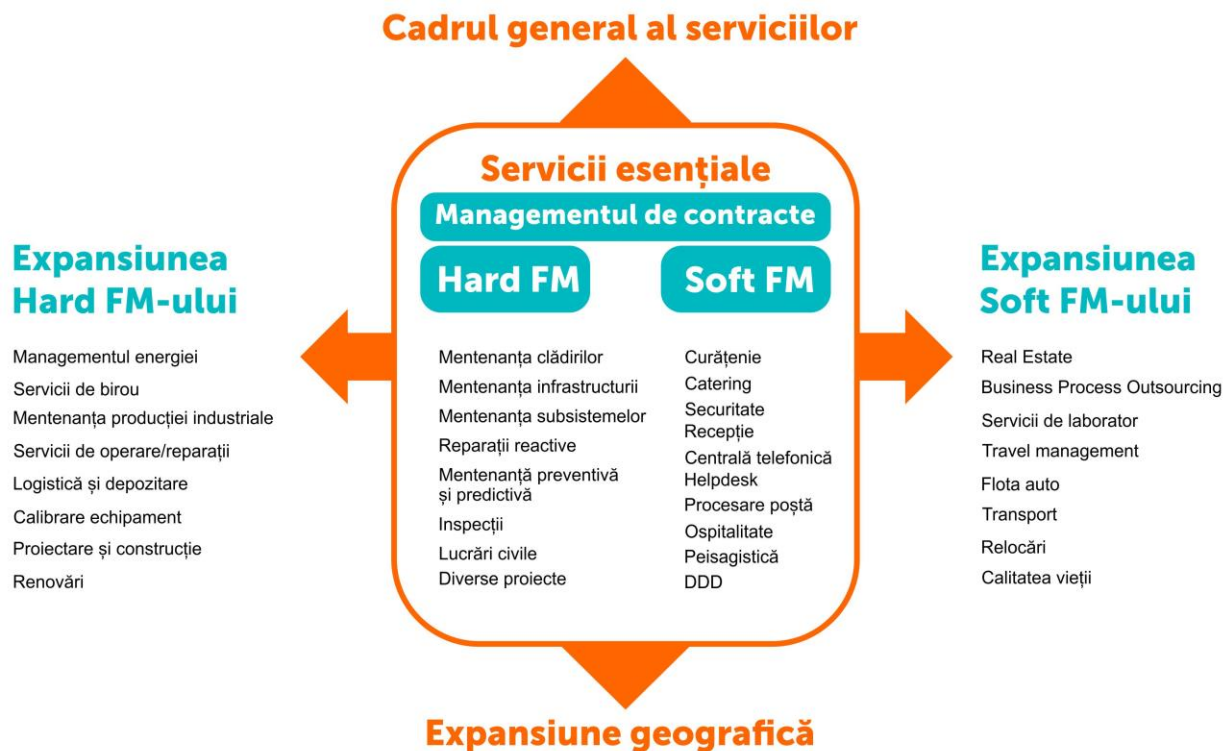 Cadrul general al serviciilor
Servicii esențiale
Managementul de contracte
Hard FM
Soft FM
Expansiunea
Hard FM-ului
Managementul energiei
Servicii de birou
Mentenanța producției industriale
Servicii de operare/reparații
Logistică și depozitare
Calibrare echipament
Proiectare și construcție
Renovări
Mentenanța clădirilor
Mentenanța infrastructurii
Mentenanța subsistemelor
Reparații reactive
Mentenanță preventivă
și predictivă
Inspecții
Lucrări civile
Diverse proiecte
Curățenie
Catering
Securitate
Recepție
Centrală telefonică
Helpdesk
Procesare poștă
Ospitalitate
Peisagistică
DDD
Expansiunea
Soft FM-ului
Real Estate
Business Process Outsourcing
Servicii de laborator
Travel management
Flota auto
Transport
Relocări
Calitatea vieții
Expansiune geografică